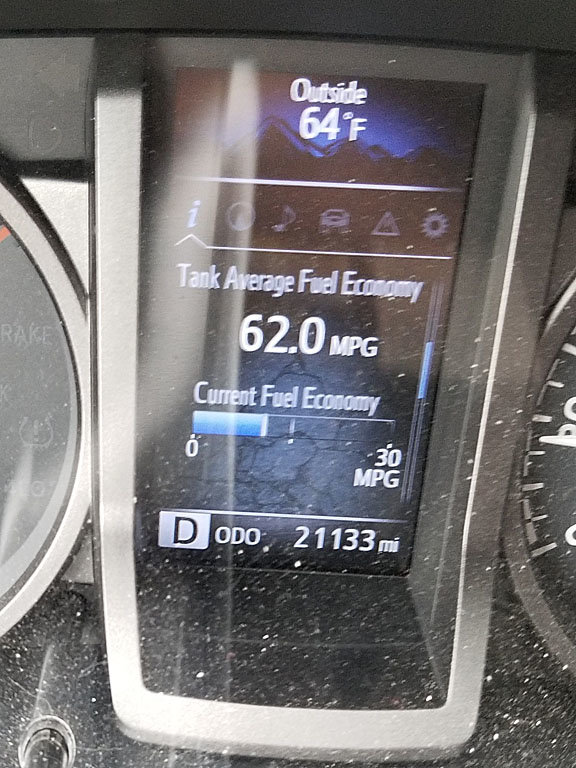 Outside
64°F
Tank Average Fuel Economy
62.0 MPG
Current Fuel Economy
0 30
MPG
D ODO 21133 mi